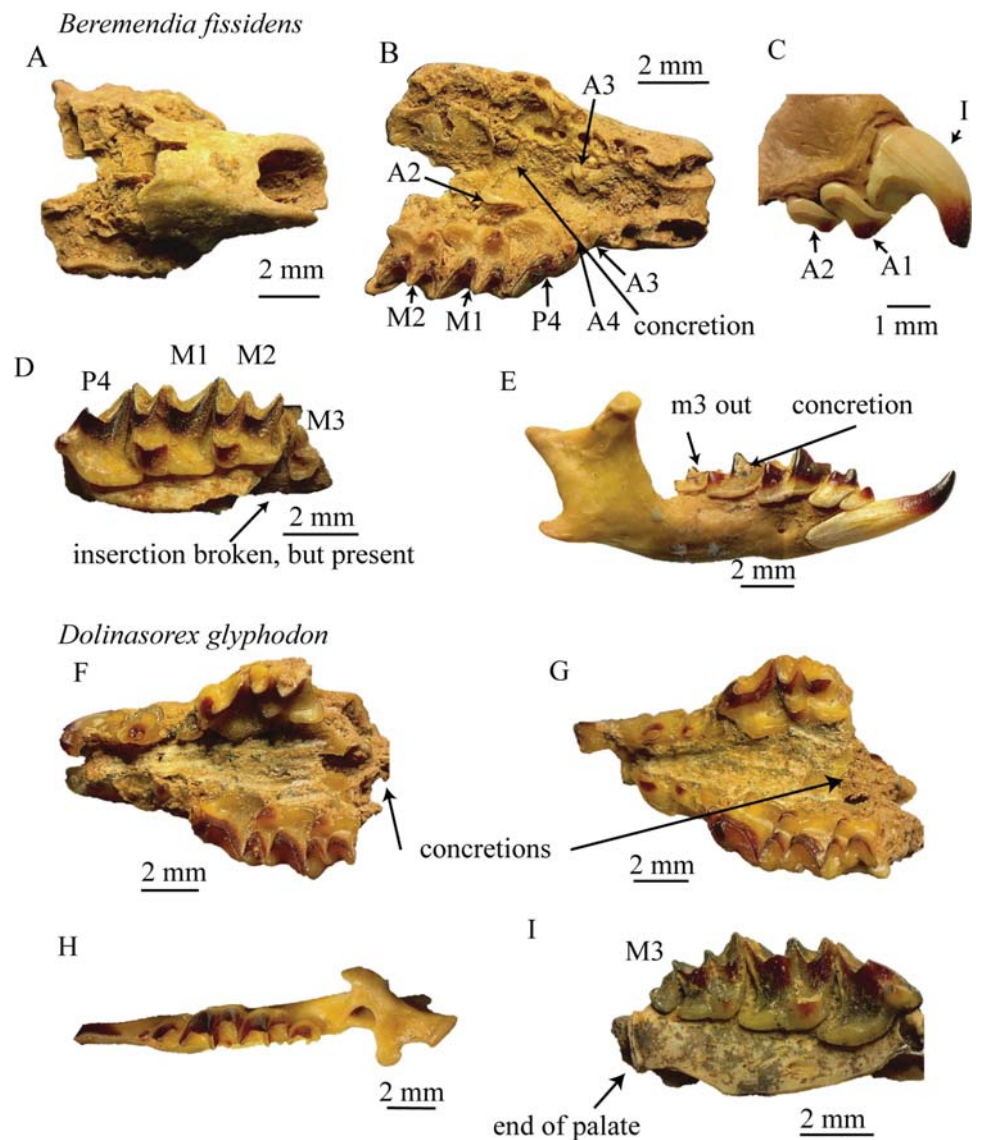 Beremendia fissidens
A
2 mm
B
2 mm
A3
A2
M2
M1
P4
A4
A3
concretion
C
I
A2
A1
1 mm
D
P4
M1
M2
M3
2 mm
insercction broken, but present
E
m3 out
concretion
2 mm
Dolinasorex glyphodon
F
2 mm
G
concretions
2 mm
H
2 mm
I
M3
end of palate
2 mm